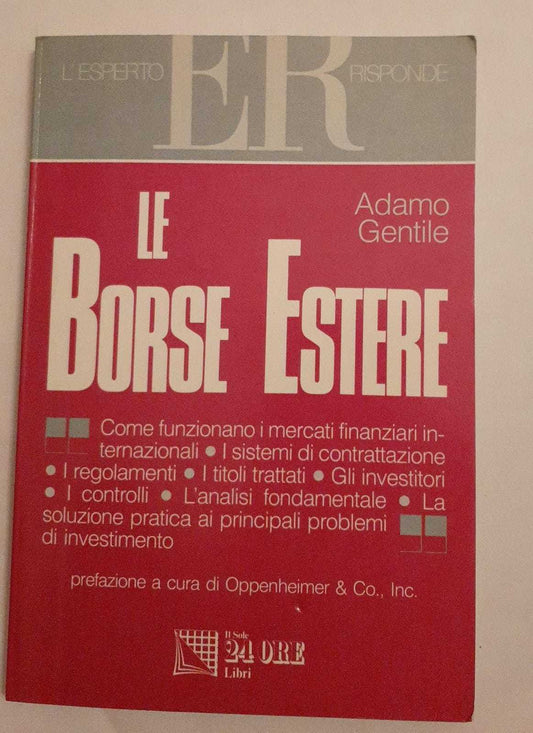 L'ESPERTO ER RISPONDE
Adamo
Gentile
LE
BORSE ESTERE
Come funzionano i mercati finanziari in-
ternazionali • I sistemi di contrattazione
• I regolamenti • I titoli trattati • Gli investitori
• I controlli • L'analisi fondamentale • La
soluzione pratica ai principali problemi
di investimento
prefazione a cura di Oppenheimer & Co., Inc.
Il Sole
24 ORE
Libri